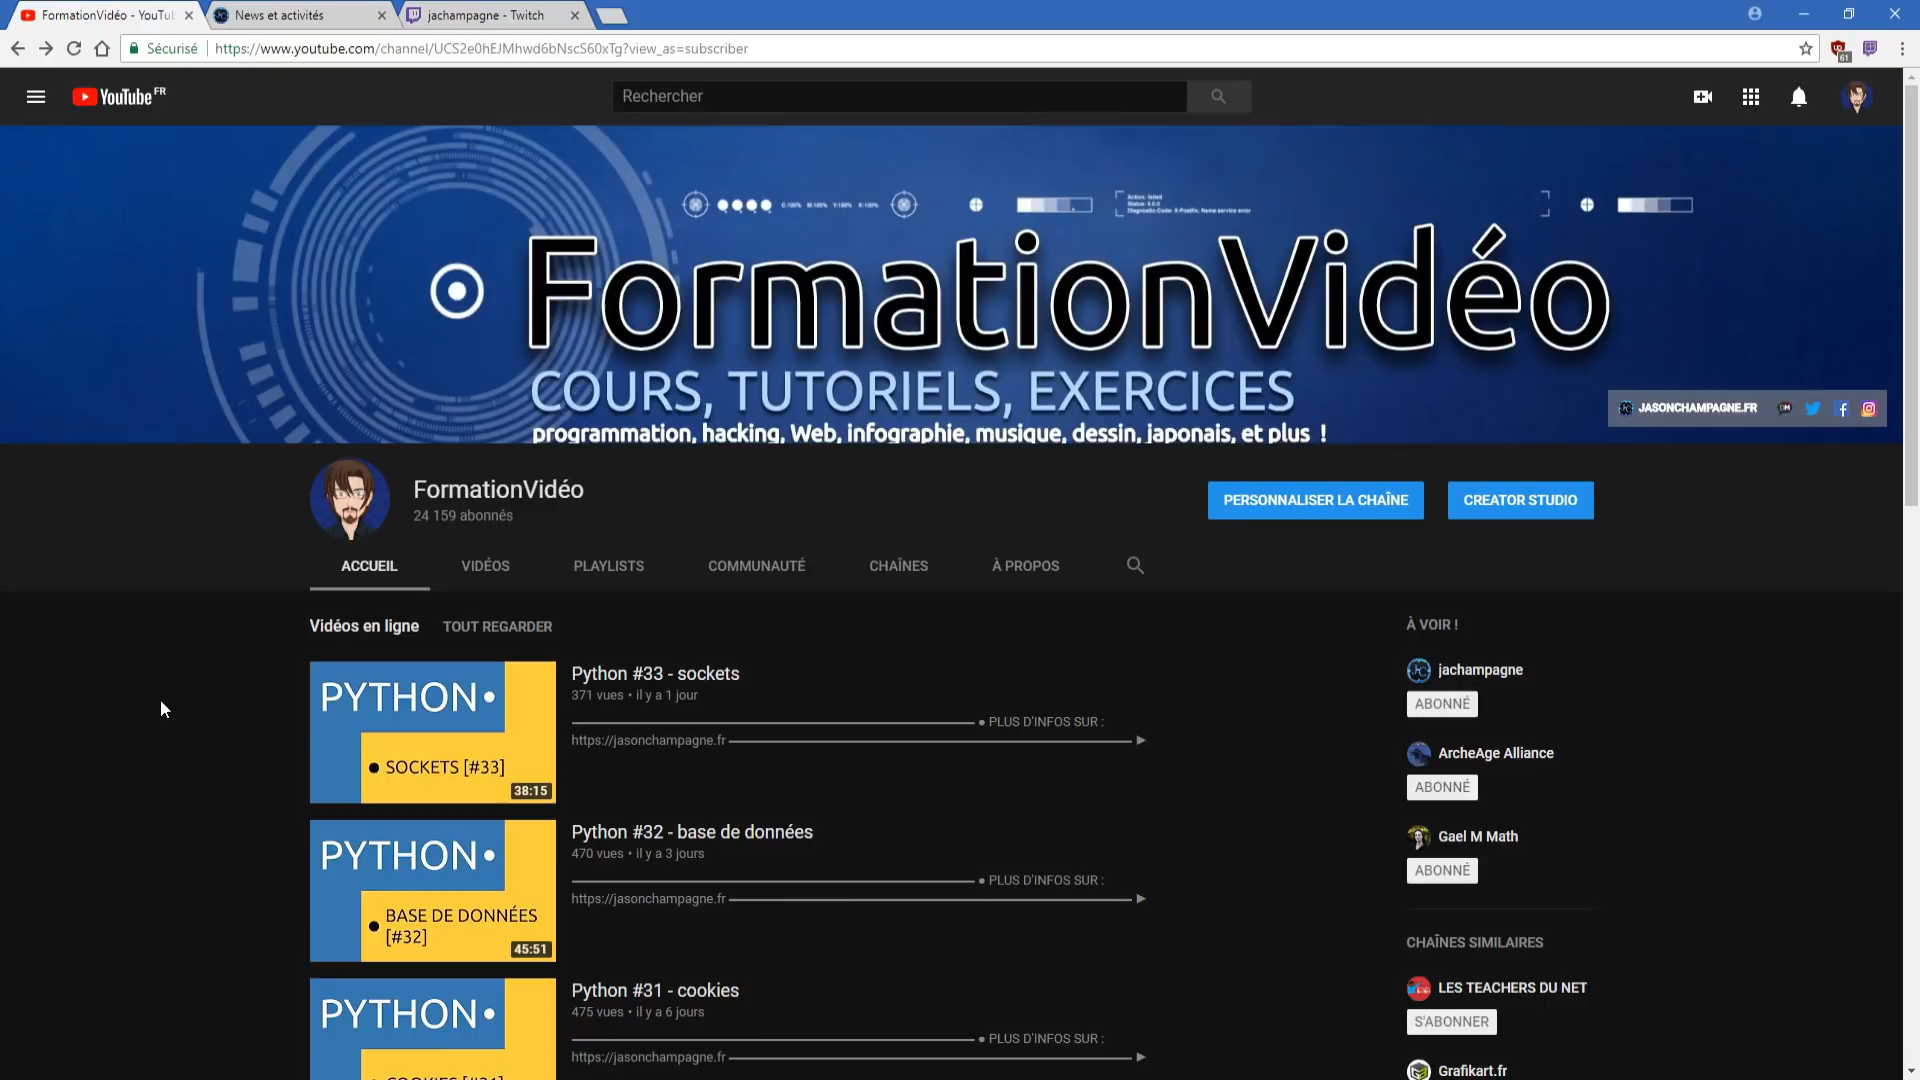 FormationVidéo - YouTu
News et activités
jachampagne - Twitch
Sécurisé
https://www.youtube.com/channel/UCS2e0hEJMhwd6bNscS60xTg?view_as=subscriber
61
YouTube FR
Rechercher
FormationVidéo
COURS, TUTORIELS, EXERCICES
programmation, hacking, Web, infographie, musique, dessin, japonais, et plus !
JASONCHAMPAGNE.FR
FormationVidéo
24 159 abonnés
PERSONNALISER LA CHAÎNE
CREATOR STUDIO
ACCUEIL
VIDÉOS
PLAYLISTS
COMMUNAUTÉ
CHAÎNES
À PROPOS
Vidéos en ligne
TOUT REGARDER
PYTHON•
• SOCKETS [#33]
38:15
Python #33 - sockets
371 vues • il y a 1 jour
• PLUS D'INFOS SUR :
https://jasonchampagne.fr
PYTHON•
• BASE DE DONNÉES
[#32]
45:51
Python #32 - base de données
470 vues • il y a 3 jours
• PLUS D'INFOS SUR :
https://jasonchampagne.fr
PYTHON•
Python #31 - cookies
475 vues • il y a 6 jours
• PLUS D'INFOS SUR :
https://jasonchampagne.fr
À VOIR !
jachampagne
ABONNÉ
ArcheAge Alliance
ABONNÉ
Gael M Math
ABONNÉ
CHAÎNES SIMILAIRES
LES TEACHERS DU NET
S'ABONNER
Grafikart.fr